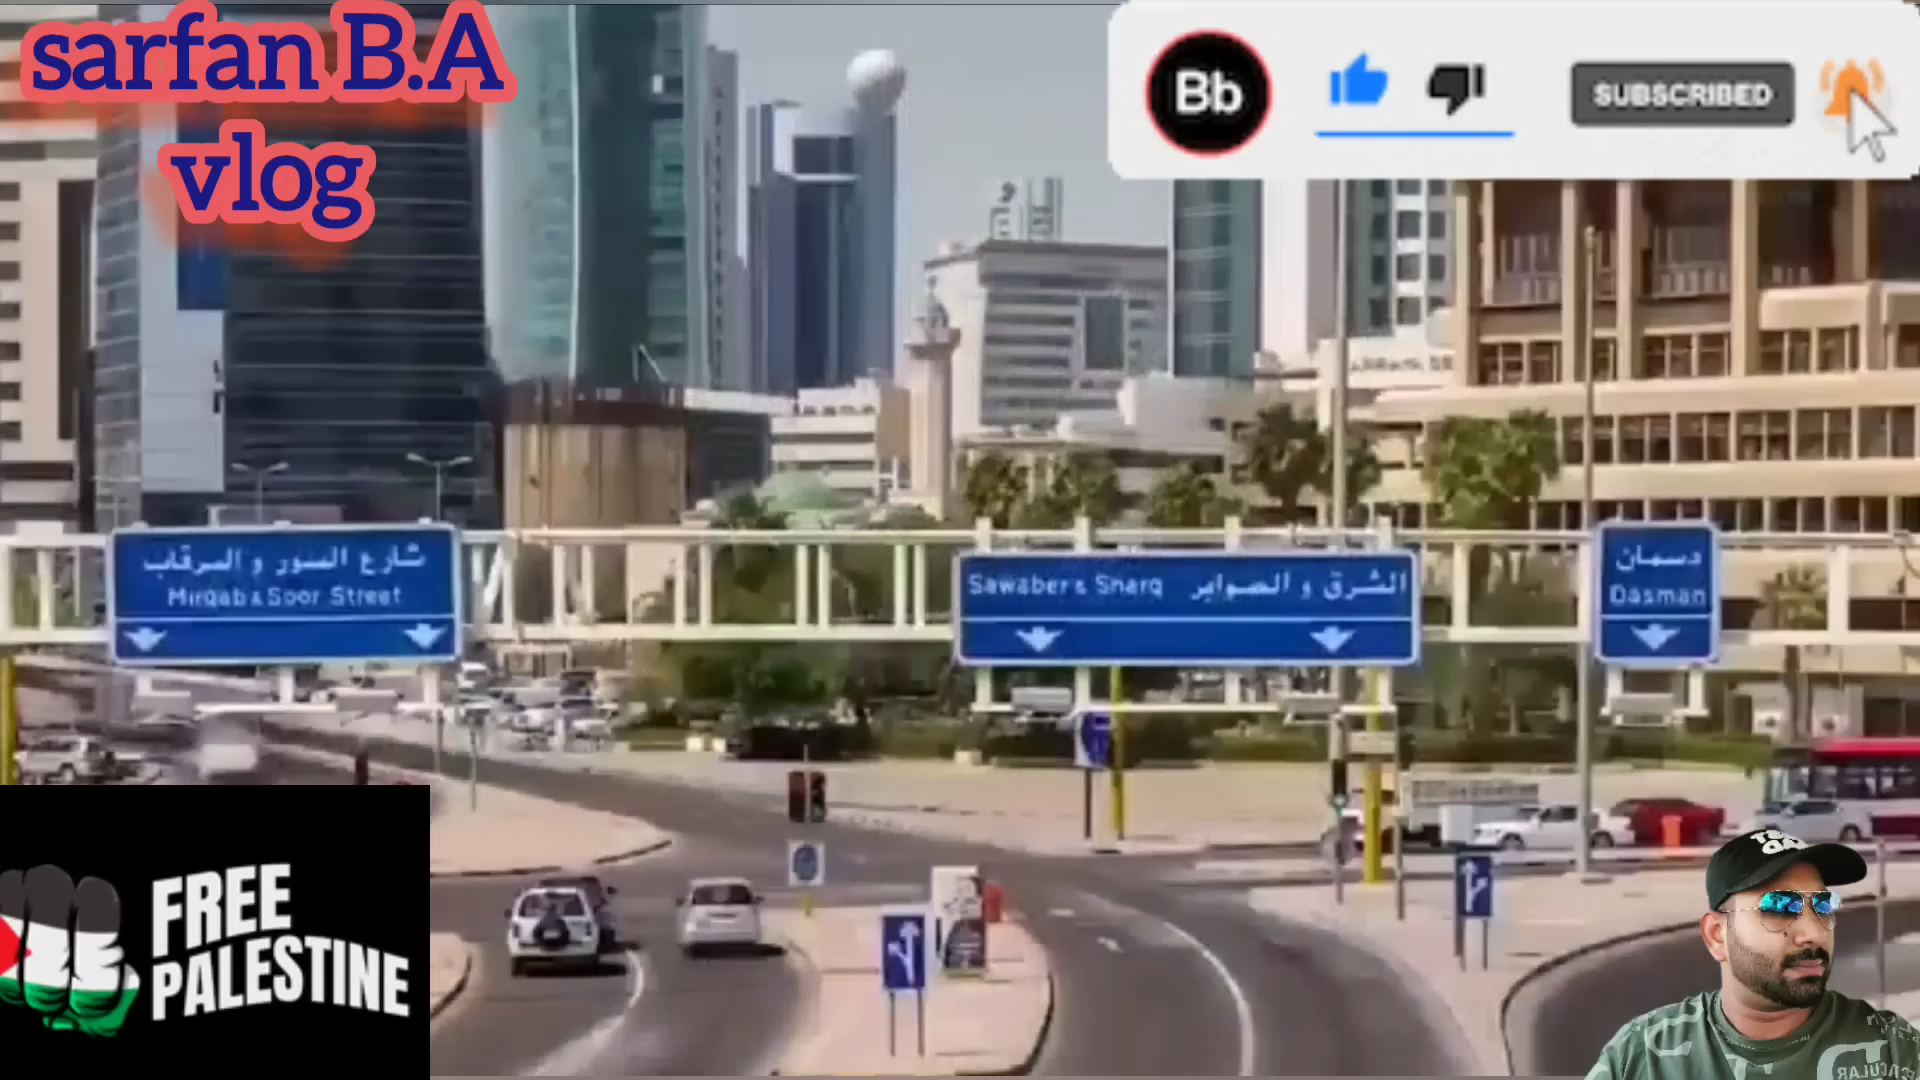 sarfan B.A
vlog
Bb
SUBSCRIBED
شارع السور و المرقاب
Mirqab & Soor Street
Sawaber & Sharq الشرق و الصوابر
دسمان
Dasman
FREE
PALESTINE